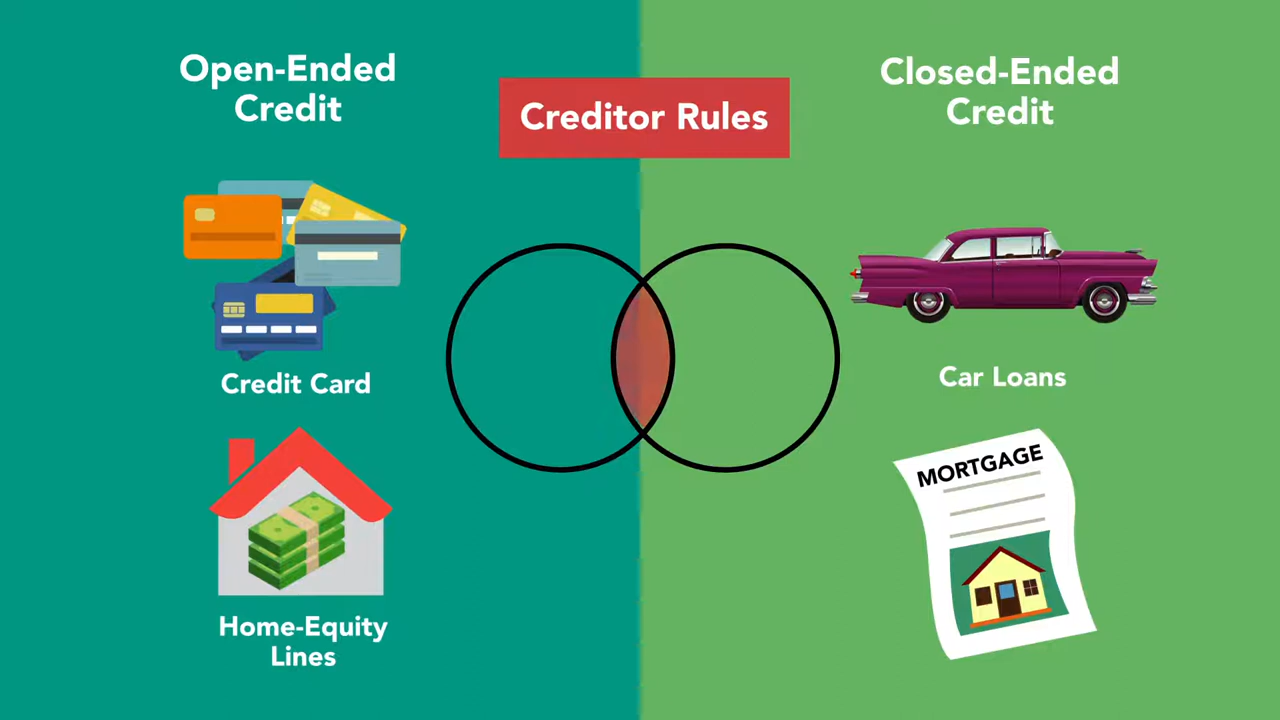 Open-Ended
Credit
Creditor Rules
Closed-Ended
Credit
Credit Card
Car Loans
MORTGAGE
Home-Equity
Lines